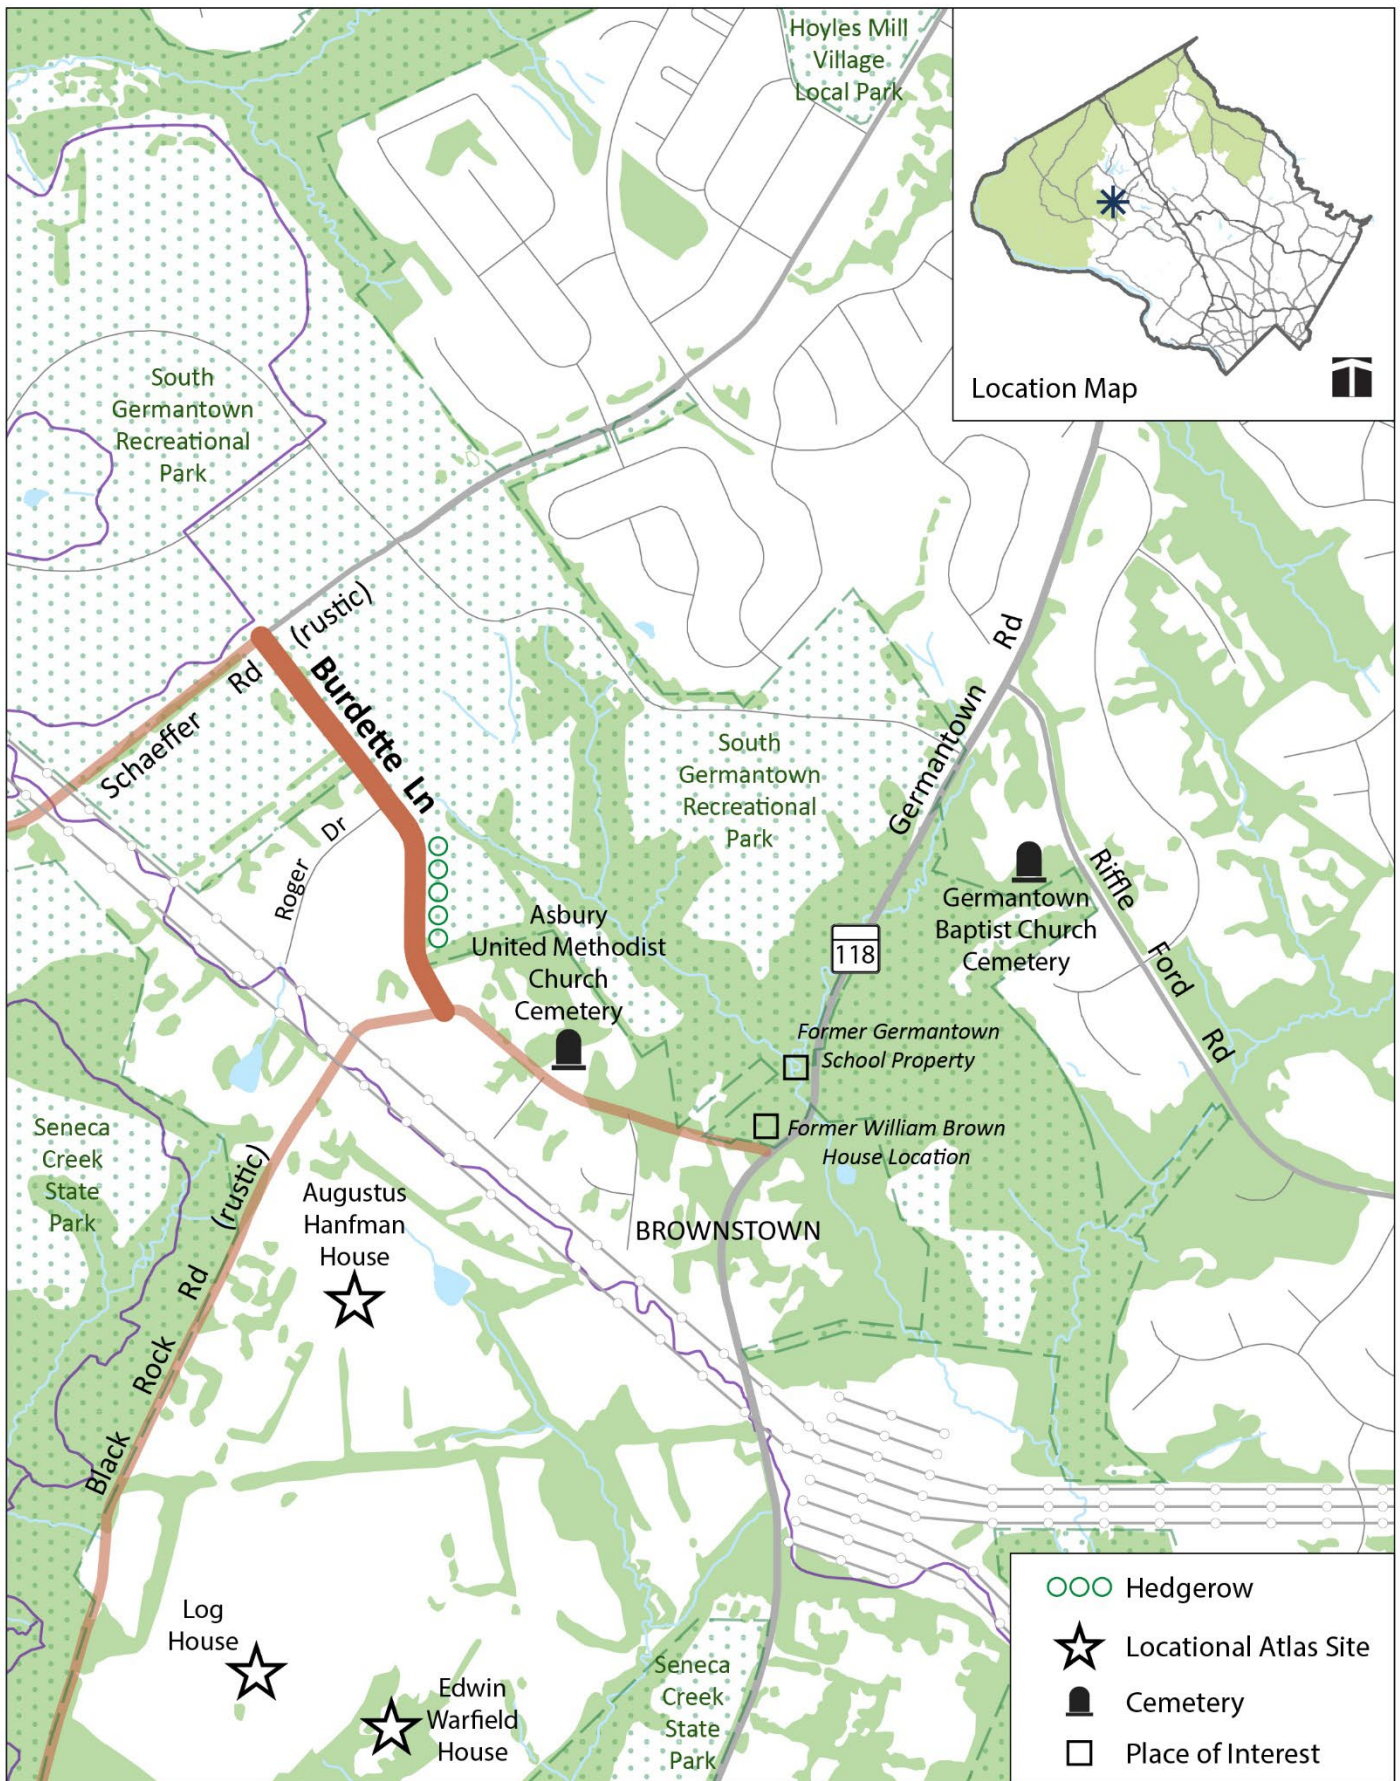 Hoyles Mill
Village
Local Park
Location Map
South
Germantown
Recreational
Park
(rustic)
Schaeffer Rd
Burdette Ln
Germantown Rd
South
Germantown
Recreational
Park
Roger Dr
Riffle Ford Rd
Germantown
Baptist Church
Cemetery
Asbury
United Methodist
Church
Cemetery
118
Former Germantown
School Property
Former William Brown
House Location
Seneca
Creek
State
Park
(rustic)
Black Rock Rd
Augustus
Hanfman
House
BROWNSTOWN
Log
House
Edwin
Warfield
House
Seneca
Creek
State
Park
Hedgerow
Locational Atlas Site
Cemetery
Place of Interest